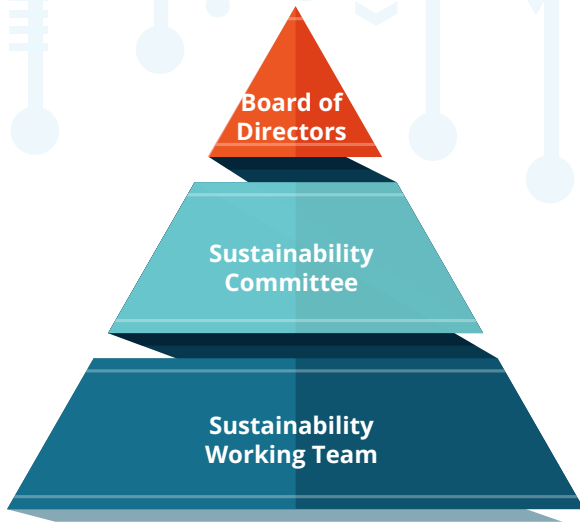 Board of
Directors
Sustainability
Committee
Sustainability
Working Team